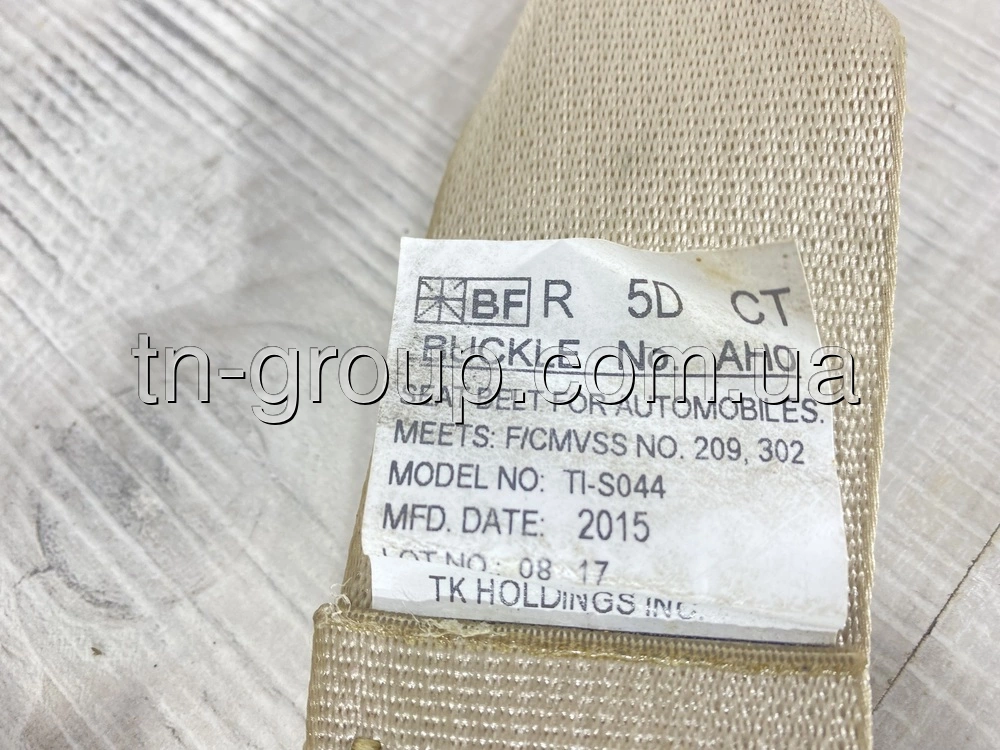 BF R 5D CT
BUCKLE No. AH0
tn-group.com.ua
SEAT BELT FOR AUTOMOBILES.
MEETS: F/CMVSS NO. 209, 302
MODEL NO: TI-S044
MFD. DATE: 2015
LOT NO.: 08 17
TK HOLDINGS INC.